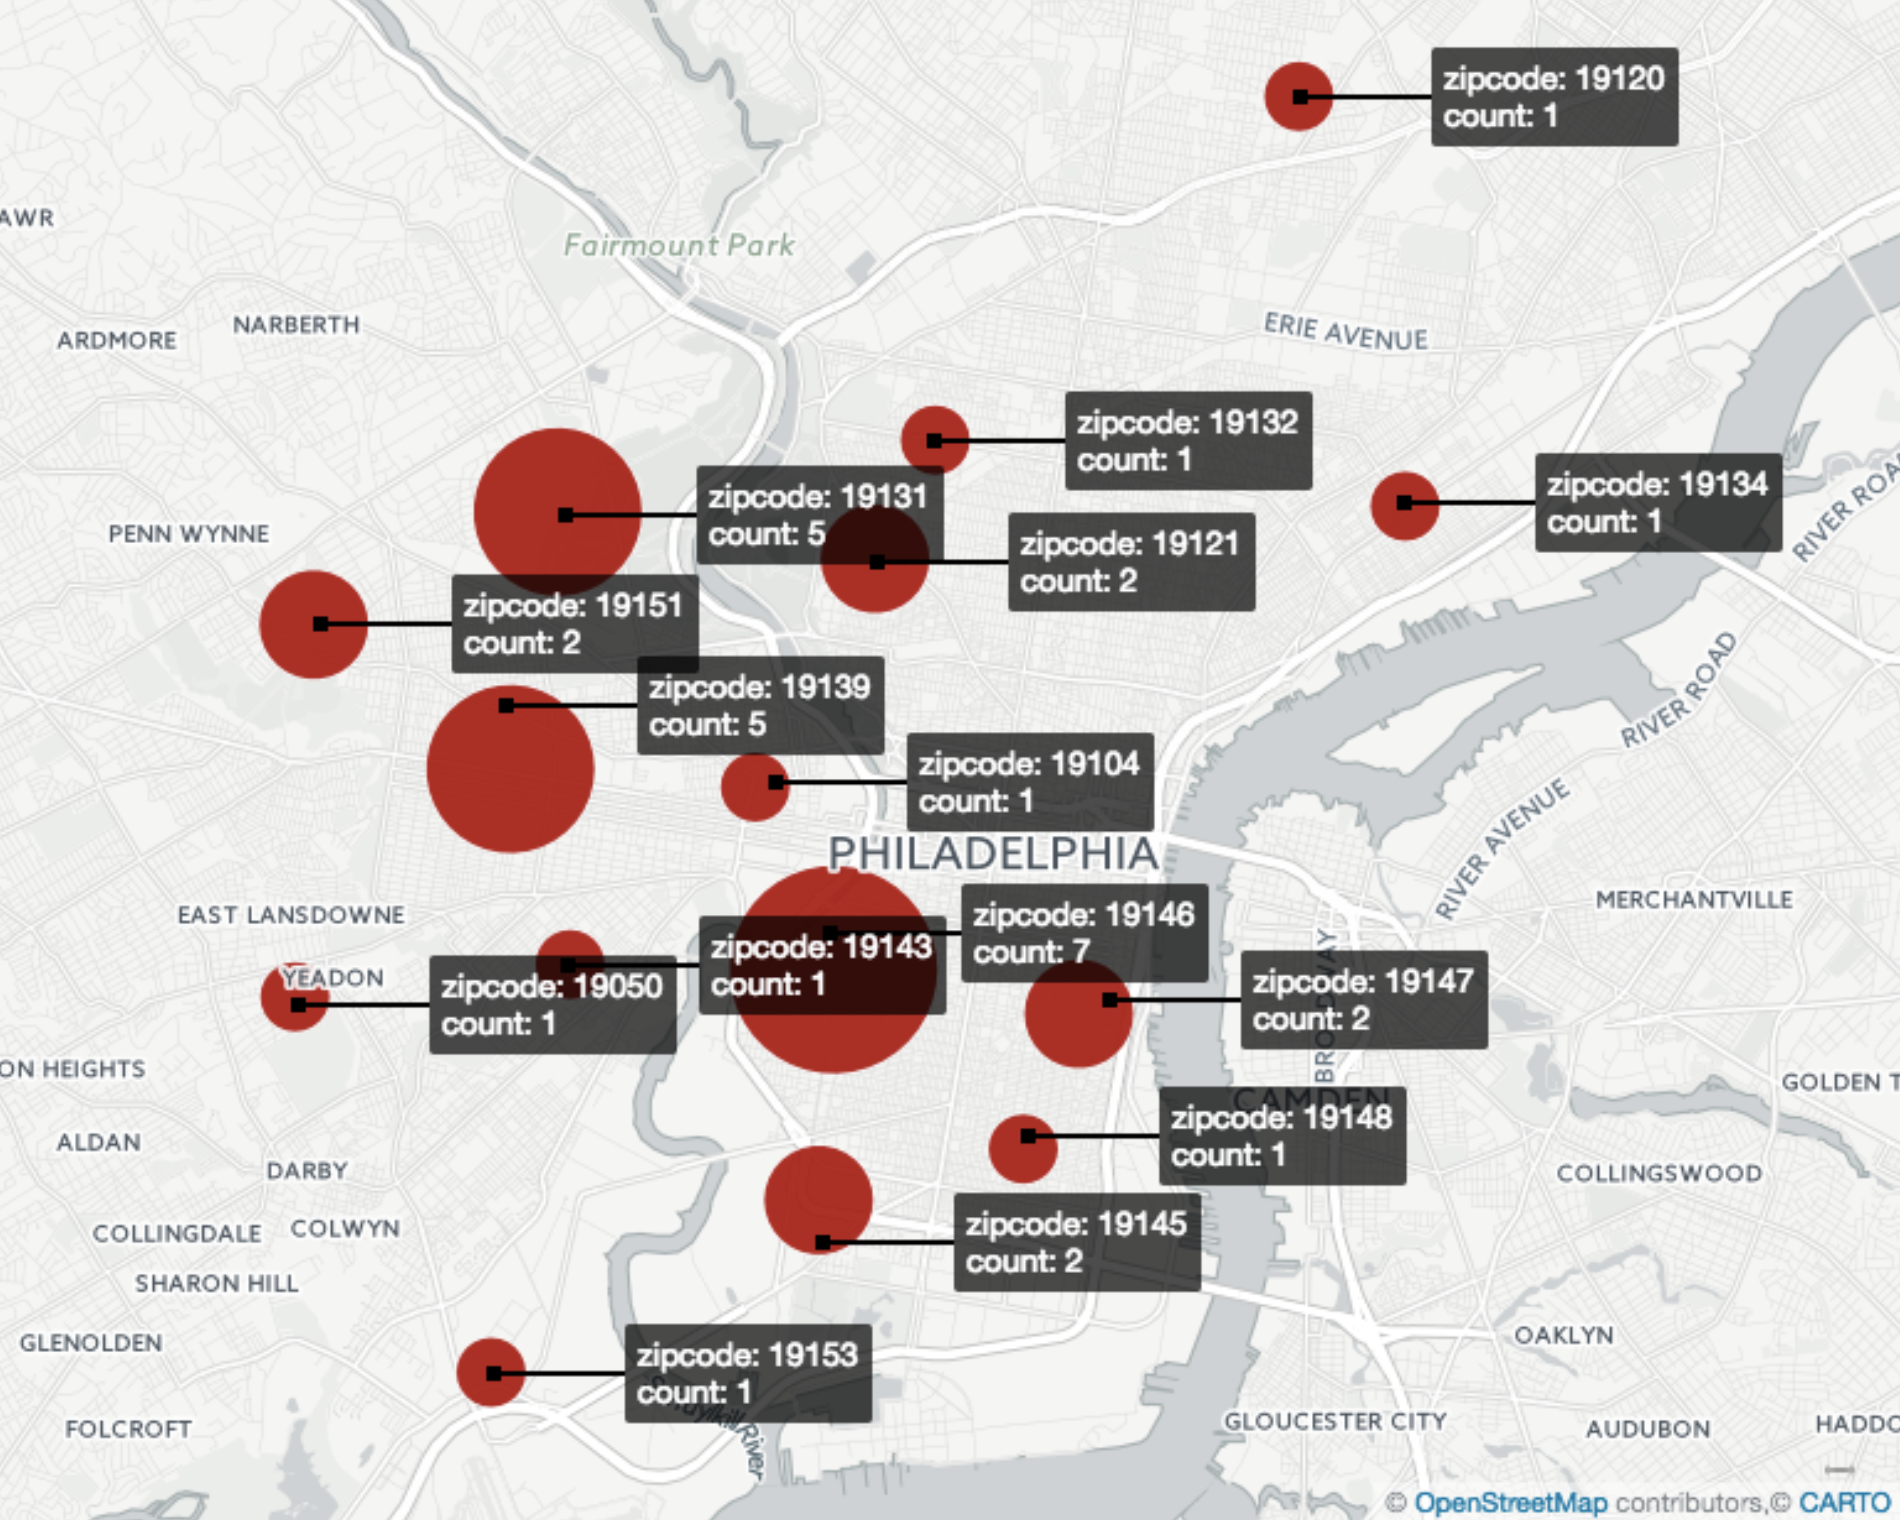 zipcode: 19120
count: 1
AWR
Fairmount Park
ARDMORE
NARBERTH
ERIE AVENUE
zipcode: 19132
count: 1
zipcode: 19131
count: 5
zipcode: 19134
count: 1
RIVER ROA
PENN WYNNE
zipcode: 19121
count: 2
zipcode: 19151
count: 2
zipcode: 19139
count: 5
RIVER ROAD
zipcode: 19104
count: 1
RIVER AVENUE
PHILADELPHIA
MERCHANTVILLE
EAST LANSDOWNE
zipcode: 19146
count: 7
zipcode: 19143
count: 1
YEADON
zipcode: 19050
count: 1
zipcode: 19147
count: 2
BROADWAY
ON HEIGHTS
GOLDEN T
CAMDEN
zipcode: 19148
count: 1
ALDAN
DARBY
COLLINGSWOOD
COLLINGDALE
COLWYN
zipcode: 19145
count: 2
SHARON HILL
GLENOLDEN
OAKLYN
zipcode: 19153
count: 1
River
FOLCROFT
GLOUCESTER CITY
AUDUBON
HADDO
© OpenStreetMap contributors,© CARTO